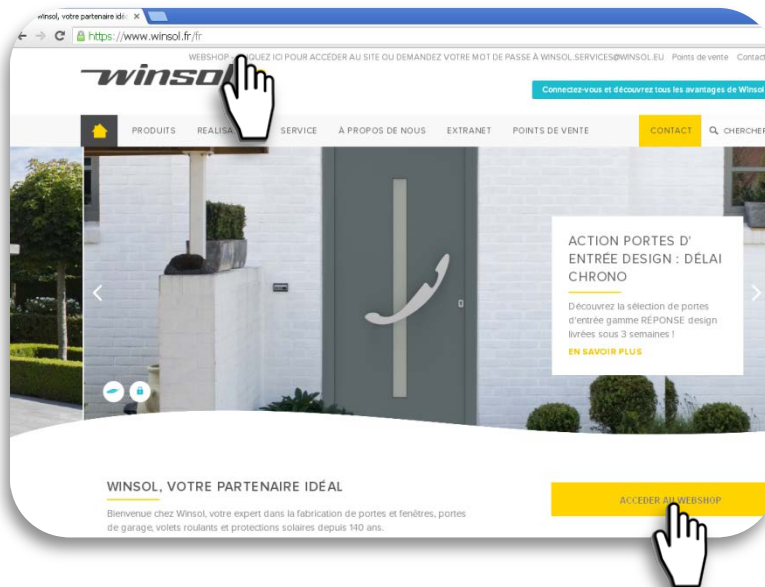 Winsol, votre partenaire idé
https://www.winsol.fr/fr
WEBSHOP : CLIQUEZ ICI POUR ACCÉDER AU SITE OU DEMANDEZ VOTRE MOT DE PASSE À WINSOL.SERVICES@WINSOL.EU Points de vente Contact
winsol
Connectez-vous et découvrez tous les avantages de Winsol
PRODUITS SERVICE À PROPOS DE NOUS EXTRANET POINTS DE VENTE CONTACT CHERCHER
ACTION PORTES D'
ENTRÉE DESIGN : DÉLAI
CHRONO
Découvrez la sélection de portes
d'entrée gamme RÉPONSE design
livrées sous 3 semaines !
EN SAVOIR PLUS
WINSOL, VOTRE PARTENAIRE IDÉAL
Bienvenue chez Winsol, votre expert dans la fabrication de portes et fenêtres, portes
de garage, volets roulants et protections solaires depuis 140 ans.
ACCEDER AU WEBSHOP